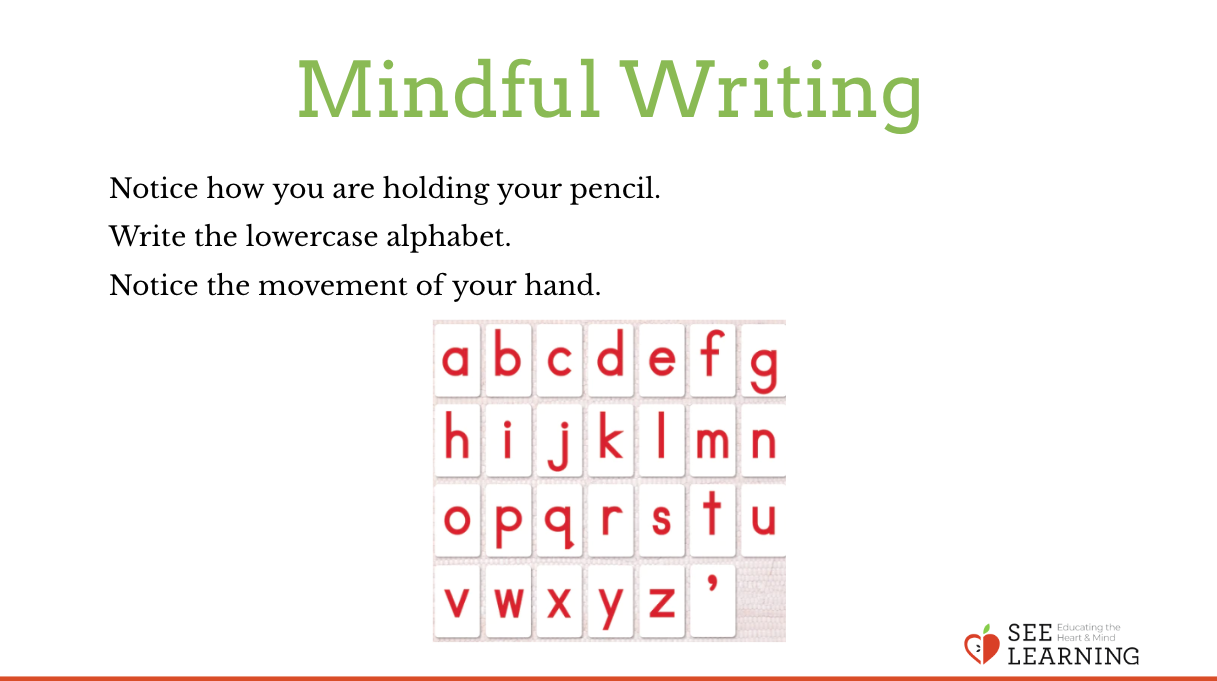 Mindful Writing
Notice how you are holding your pencil.
Write the lowercase alphabet.
Notice the movement of your hand.
a b c d e f g
h i j k l m n
o p q r s t u
v w x y z ’
SEE Educating the
Heart & Mind
LEARNING